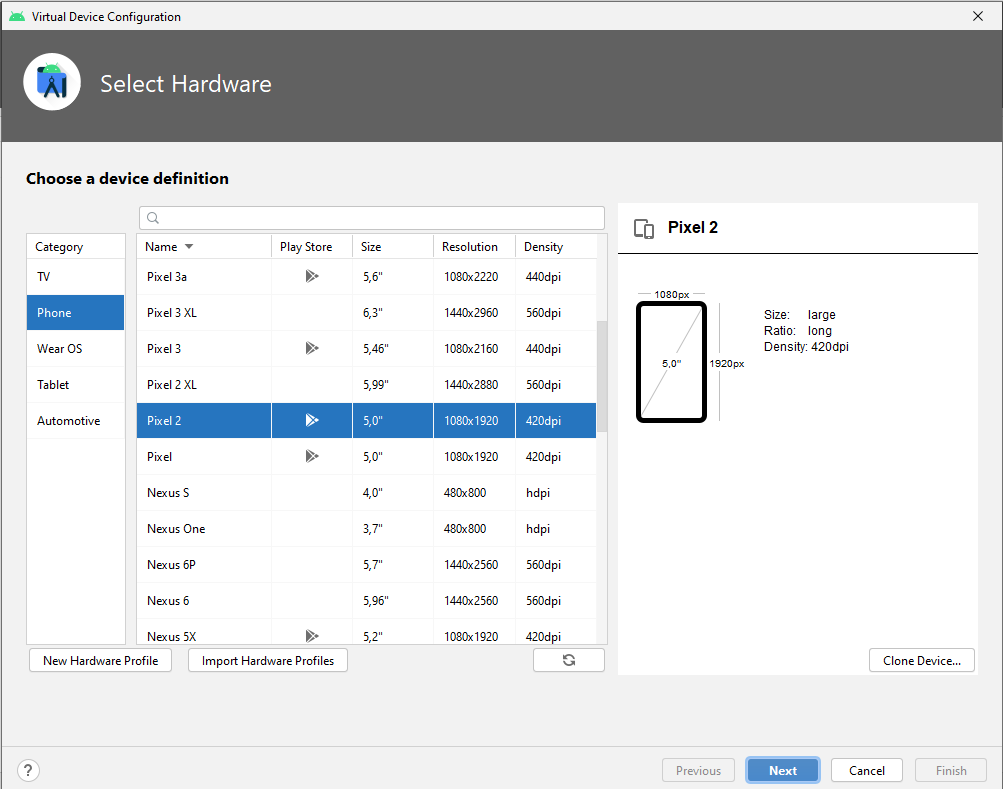 Virtual Device Configuration
Select Hardware
Choose a device definition
Category
TV
Phone
Wear OS
Tablet
Automotive
Name Play Store Size Resolution Density
Pixel 3a 5,6" 1080x2220 440dpi
Pixel 3 XL 6,3" 1440x2960 560dpi
Pixel 3 5,46" 1080x2160 440dpi
Pixel 2 XL 5,99" 1440x2880 560dpi
Pixel 2 5,0" 1080x1920 420dpi
Pixel 5,0" 1080x1920 420dpi
Nexus S 4,0" 480x800 hdpi
Nexus One 3,7" 480x800 hdpi
Nexus 6P 5,7" 1440x2560 560dpi
Nexus 6 5,96" 1440x2560 560dpi
Nexus 5X 5,2" 1080x1920 420dpi
New Hardware Profile Import Hardware Profiles
Pixel 2
1080px
5,0" 1920px
Size: large
Ratio: long
Density: 420dpi
Clone Device...
? Previous Next Cancel Finish